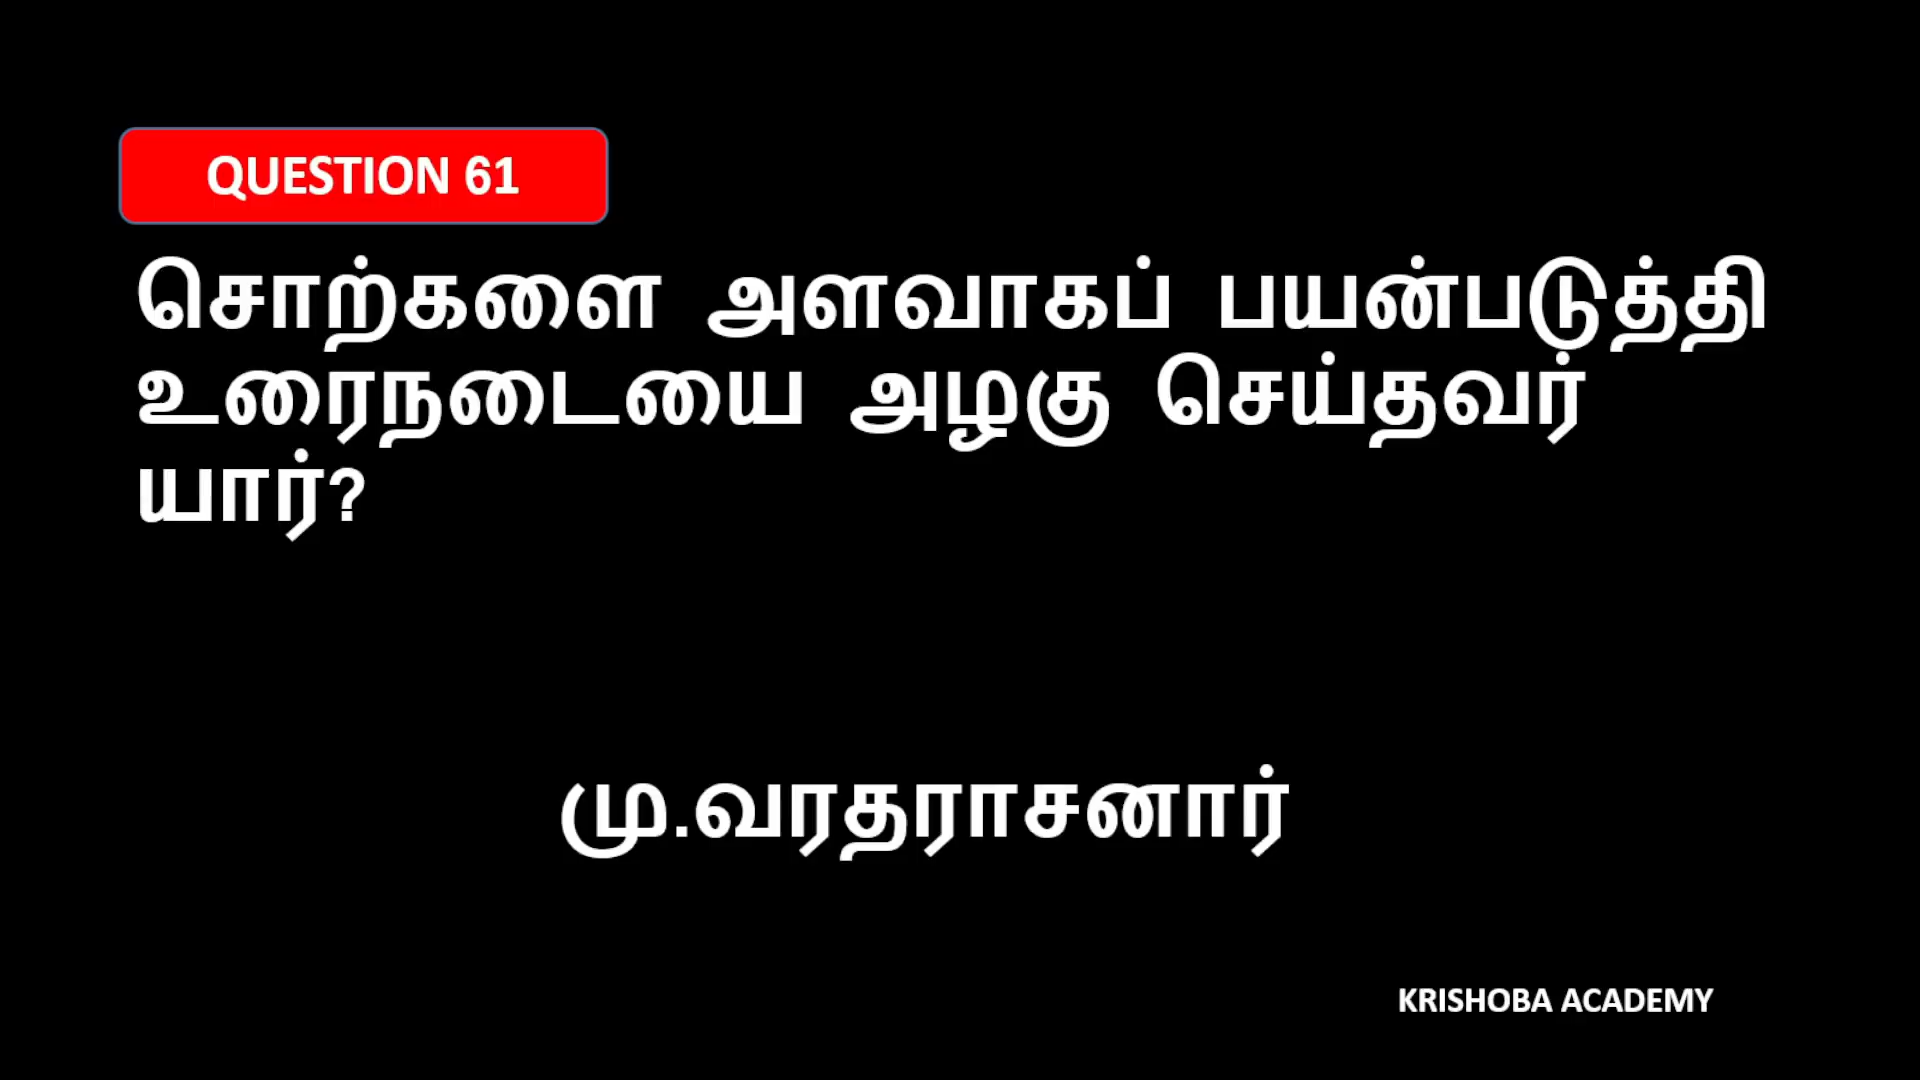 QUESTION 61
சொற்களை அளவாகப் பயன்படுத்தி
உரைநடையை அழகு செய்தவர்
யார்?
மு.வரதராசனார்
KRISHOBA ACADEMY